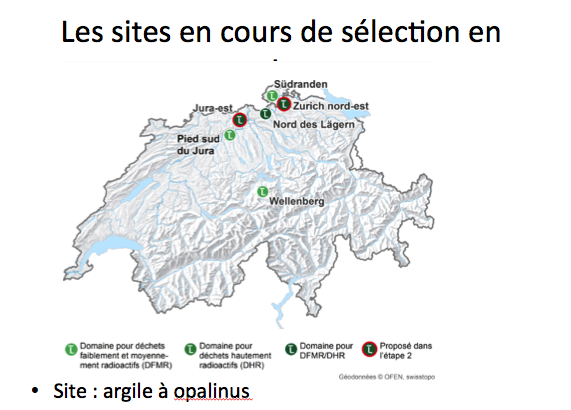 Les sites en cours de sélection en
Südranden
Jura-est
Zurich nord-est
Nord des Lägern
Pied sud
du Jura
Wellenberg
Domaine pour déchets
faiblement et moyenne-
ment radioactifs (DFMR)
Domaine pour
déchets hautement
radioactifs (DHR)
Domaine pour
DFMR/DHR
Proposé dans
l'étape 2
Géodonnées © OFEN, swisstopo
• Site : argile à opalinus